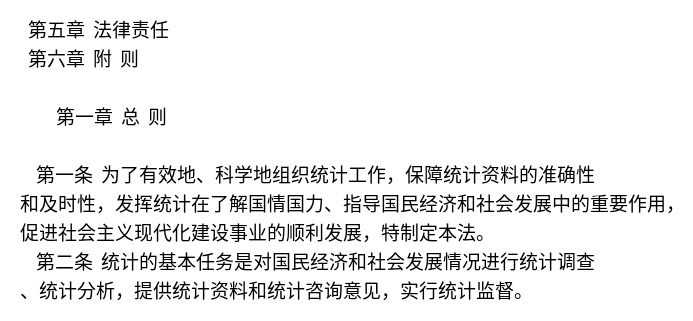 第五章 法律责任
第六章 附 则
第一章 总 则
第一条 为了有效地、科学地组织统计工作，保障统计资料的准确性
和及时性，发挥统计在了解国情国力、指导国民经济和社会发展中的重要作用，
促进社会主义现代化建设事业的顺利发展，特制定本法。
第二条 统计的基本任务是对国民经济和社会发展情况进行统计调查
、统计分析，提供统计资料和统计咨询意见，实行统计监督。